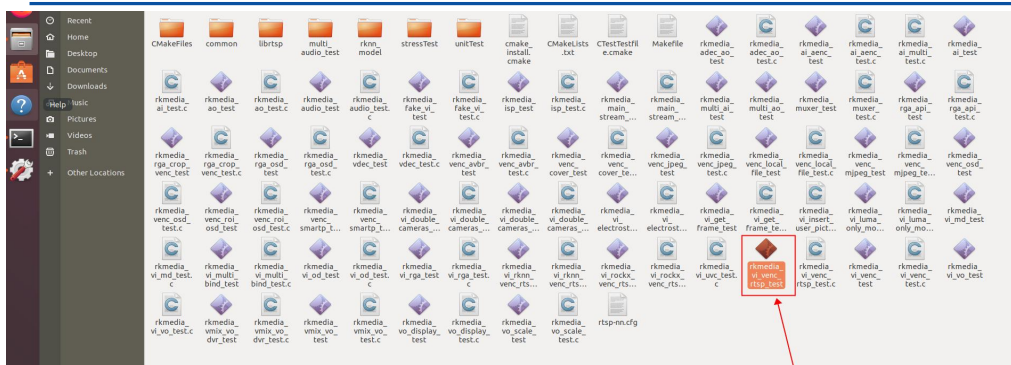 Recent
Home
Desktop
Documents
Downloads
Help
Music
Pictures
Videos
Trash
+ Other Locations
CMakeFiles common librtsp multi_ rknn_ stressTest unitTest cmake_ CMakeLists CTestTestfil Makefile rkmedia_ rkmedia_ rkmedia_ rkmedia_ rkmedia_ rkmedia_
audio_test model install. .txt e.cmake adec_ao_ adec_ao_ ai_aenc_ ai_aenc_ ai_multi_ ai_test
cmake test test.c test test.c test.c
rkmedia_ rkmedia_ rkmedia_ rkmedia_ rkmedia_ rkmedia_ rkmedia_ rkmedia_ rkmedia_ rkmedia_ rkmedia_ rkmedia_ rkmedia_ rkmedia_ rkmedia_ rkmedia_ rkmedia_
ai_test.c ao_test ao_test.c audio_test audio_test. fake_vi_ fake_vi_ isp_test isp_test.c main_ main_ multi_ai_ multi_ao_ muxer_test muxer_ rga_api_ rga_api_
c test test.c stream_... stream_... test test test.c test test.c
rkmedia_ rkmedia_ rkmedia_ rkmedia_ rkmedia_ rkmedia_ rkmedia_ rkmedia_ rkmedia_ rkmedia_ rkmedia_ rkmedia_ rkmedia_ rkmedia_ rkmedia_ rkmedia_ rkmedia_
rga_crop_ rga_crop_ rga_osd_ rga_osd_ vdec_test vdec_test.c venc_avbr_ venc_avbr_ venc_ venc_ venc_jpeg_ venc_jpeg_ venc_local_ venc_local_ venc_ venc_ venc_osd_
venc_test venc_test.c test test.c test test.c cover_test cover_te... test test.c file_test file_test.c mjpeg_test mjpeg_te... test
rkmedia_ rkmedia_ rkmedia_ rkmedia_ rkmedia_ rkmedia_ rkmedia_ rkmedia_ rkmedia_ rkmedia_ rkmedia_ rkmedia_ rkmedia_ rkmedia_ rkmedia_ rkmedia_ rkmedia_
venc_osd_ venc_roi_ venc_roi_ venc_ venc_ vi_double_ vi_double_ vi_double_ vi_double_ vi_ vi_ vi_get_ vi_get_ vi_insert_ vi_luma_ vi_luma_ vi_md_test
test.c osd_test osd_test.c smartp_t... smartp_t... cameras_... cameras_... cameras_... cameras_... electrost... electrost... frame_test frame_te... user_pict... only_mo... only_mo...
rkmedia_ rkmedia_ rkmedia_ rkmedia_ rkmedia_ rkmedia_ rkmedia_ rkmedia_ rkmedia_ rkmedia_ rkmedia_ rkmedia_ rkmedia_ rkmedia_ rkmedia_ rkmedia_ rkmedia_
vi_md_test. vi_multi_ vi_multi_ vi_od_test vi_od_test. vi_rga_test vi_rga_test. vi_rknn_ vi_rknn_ vi_rockx_ vi_rockx_ vi_uvc_test. vi_venc_ vi_venc_ vi_venc_ vi_venc_ vi_vo_test
c bind_test bind_test.c c c venc_rts... venc_rts... venc_rts... venc_rts... c rtsp_test rtsp_test.c test test.c
rkmedia_ rkmedia_ rkmedia_ rkmedia_ rkmedia_ rkmedia_ rkmedia_ rkmedia_ rkmedia_ rtsp-nn.cfg
vi_vo_test.c vmix_vo_ vmix_vo_ vmix_vo_ vmix_vo_ vo_display_ vo_display_ vo_scale_ vo_scale_
dvr_test dvr_test.c test test.c test test.c test test.c